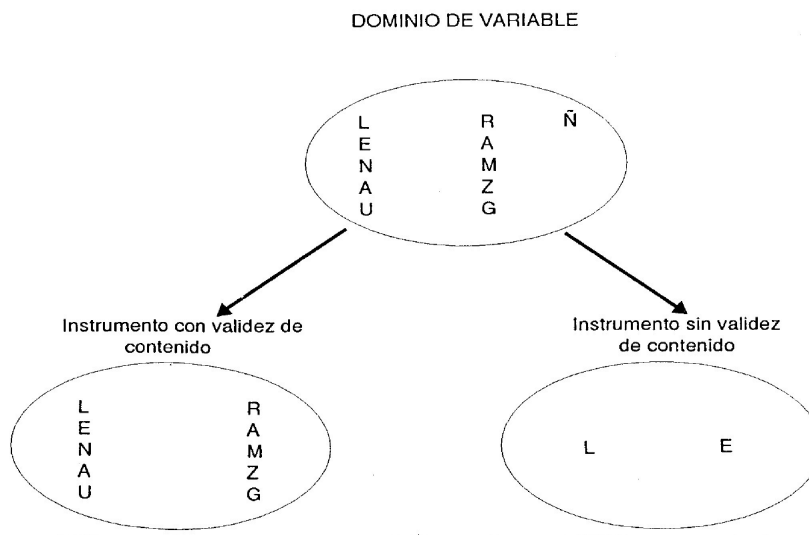 DOMINIO DE VARIABLE
L R Ñ
E A
N M
A Z
U G
Instrumento con validez de
contenido
Instrumento sin validez
de contenido
L R
E A
N M
A Z
U G
L E